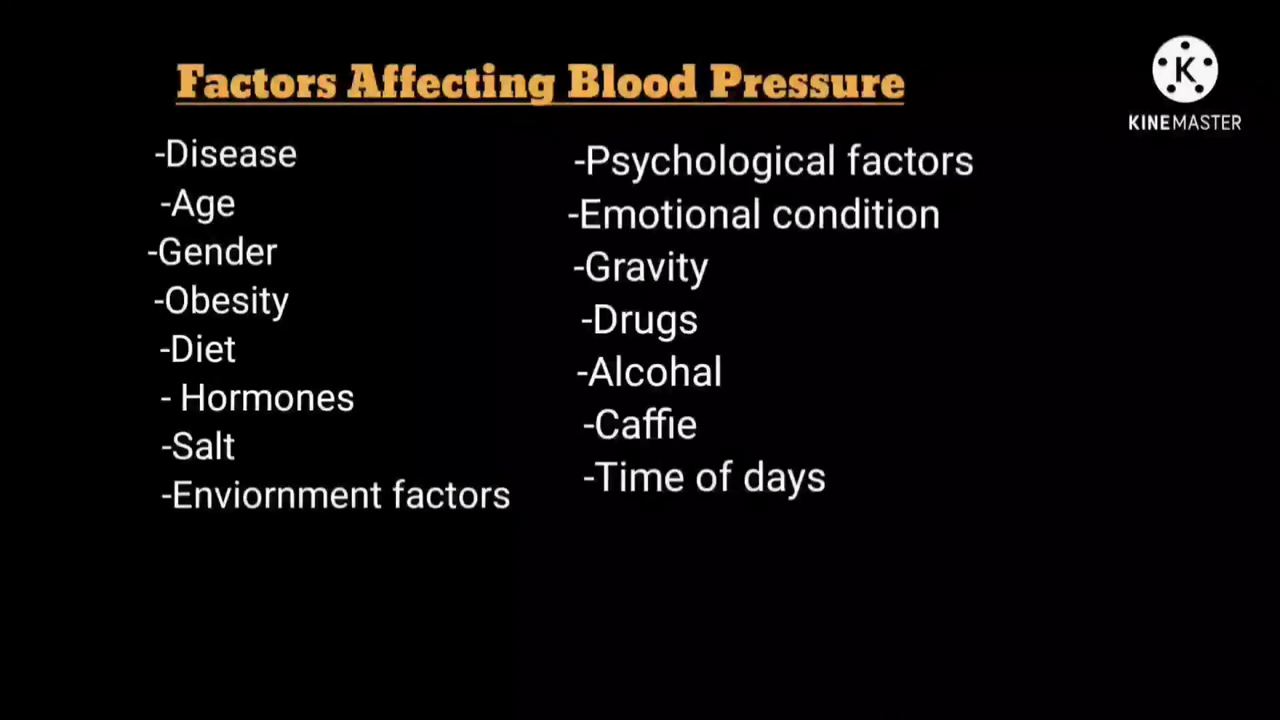 Factors Affecting Blood Pressure
-Disease
-Age
-Gender
-Obesity
-Diet
- Hormones
-Salt
-Enviornment factors
-Psychological factors
-Emotional condition
-Gravity
-Drugs
-Alcohal
-Caffie
-Time of days
K
KINEMASTER